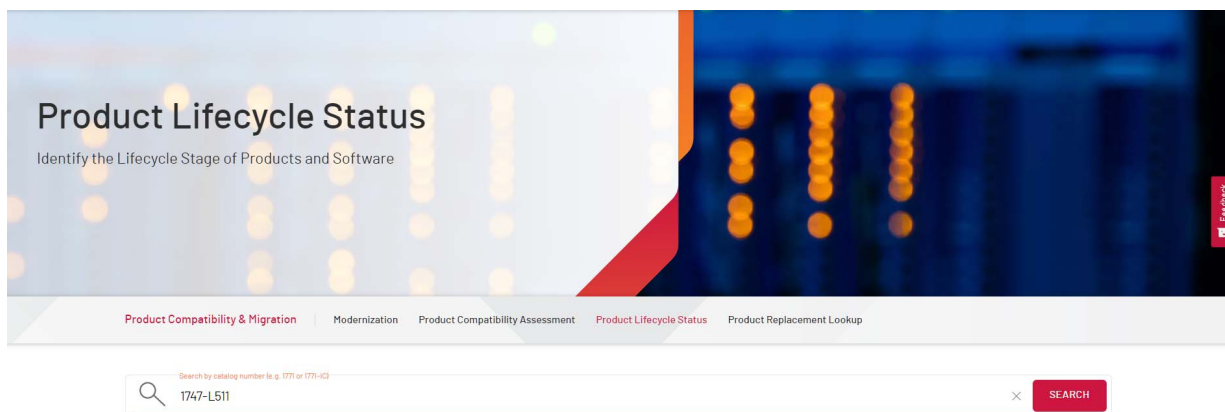 Product Lifecycle Status
Identify the Lifecycle Stage of Products and Software
Feedback
Product Compatibility & Migration Modernization Product Compatibility Assessment Product Lifecycle Status Product Replacement Lookup
Search by catalog number (e.g. 1771 or 1771-IC)
1747-L511 SEARCH